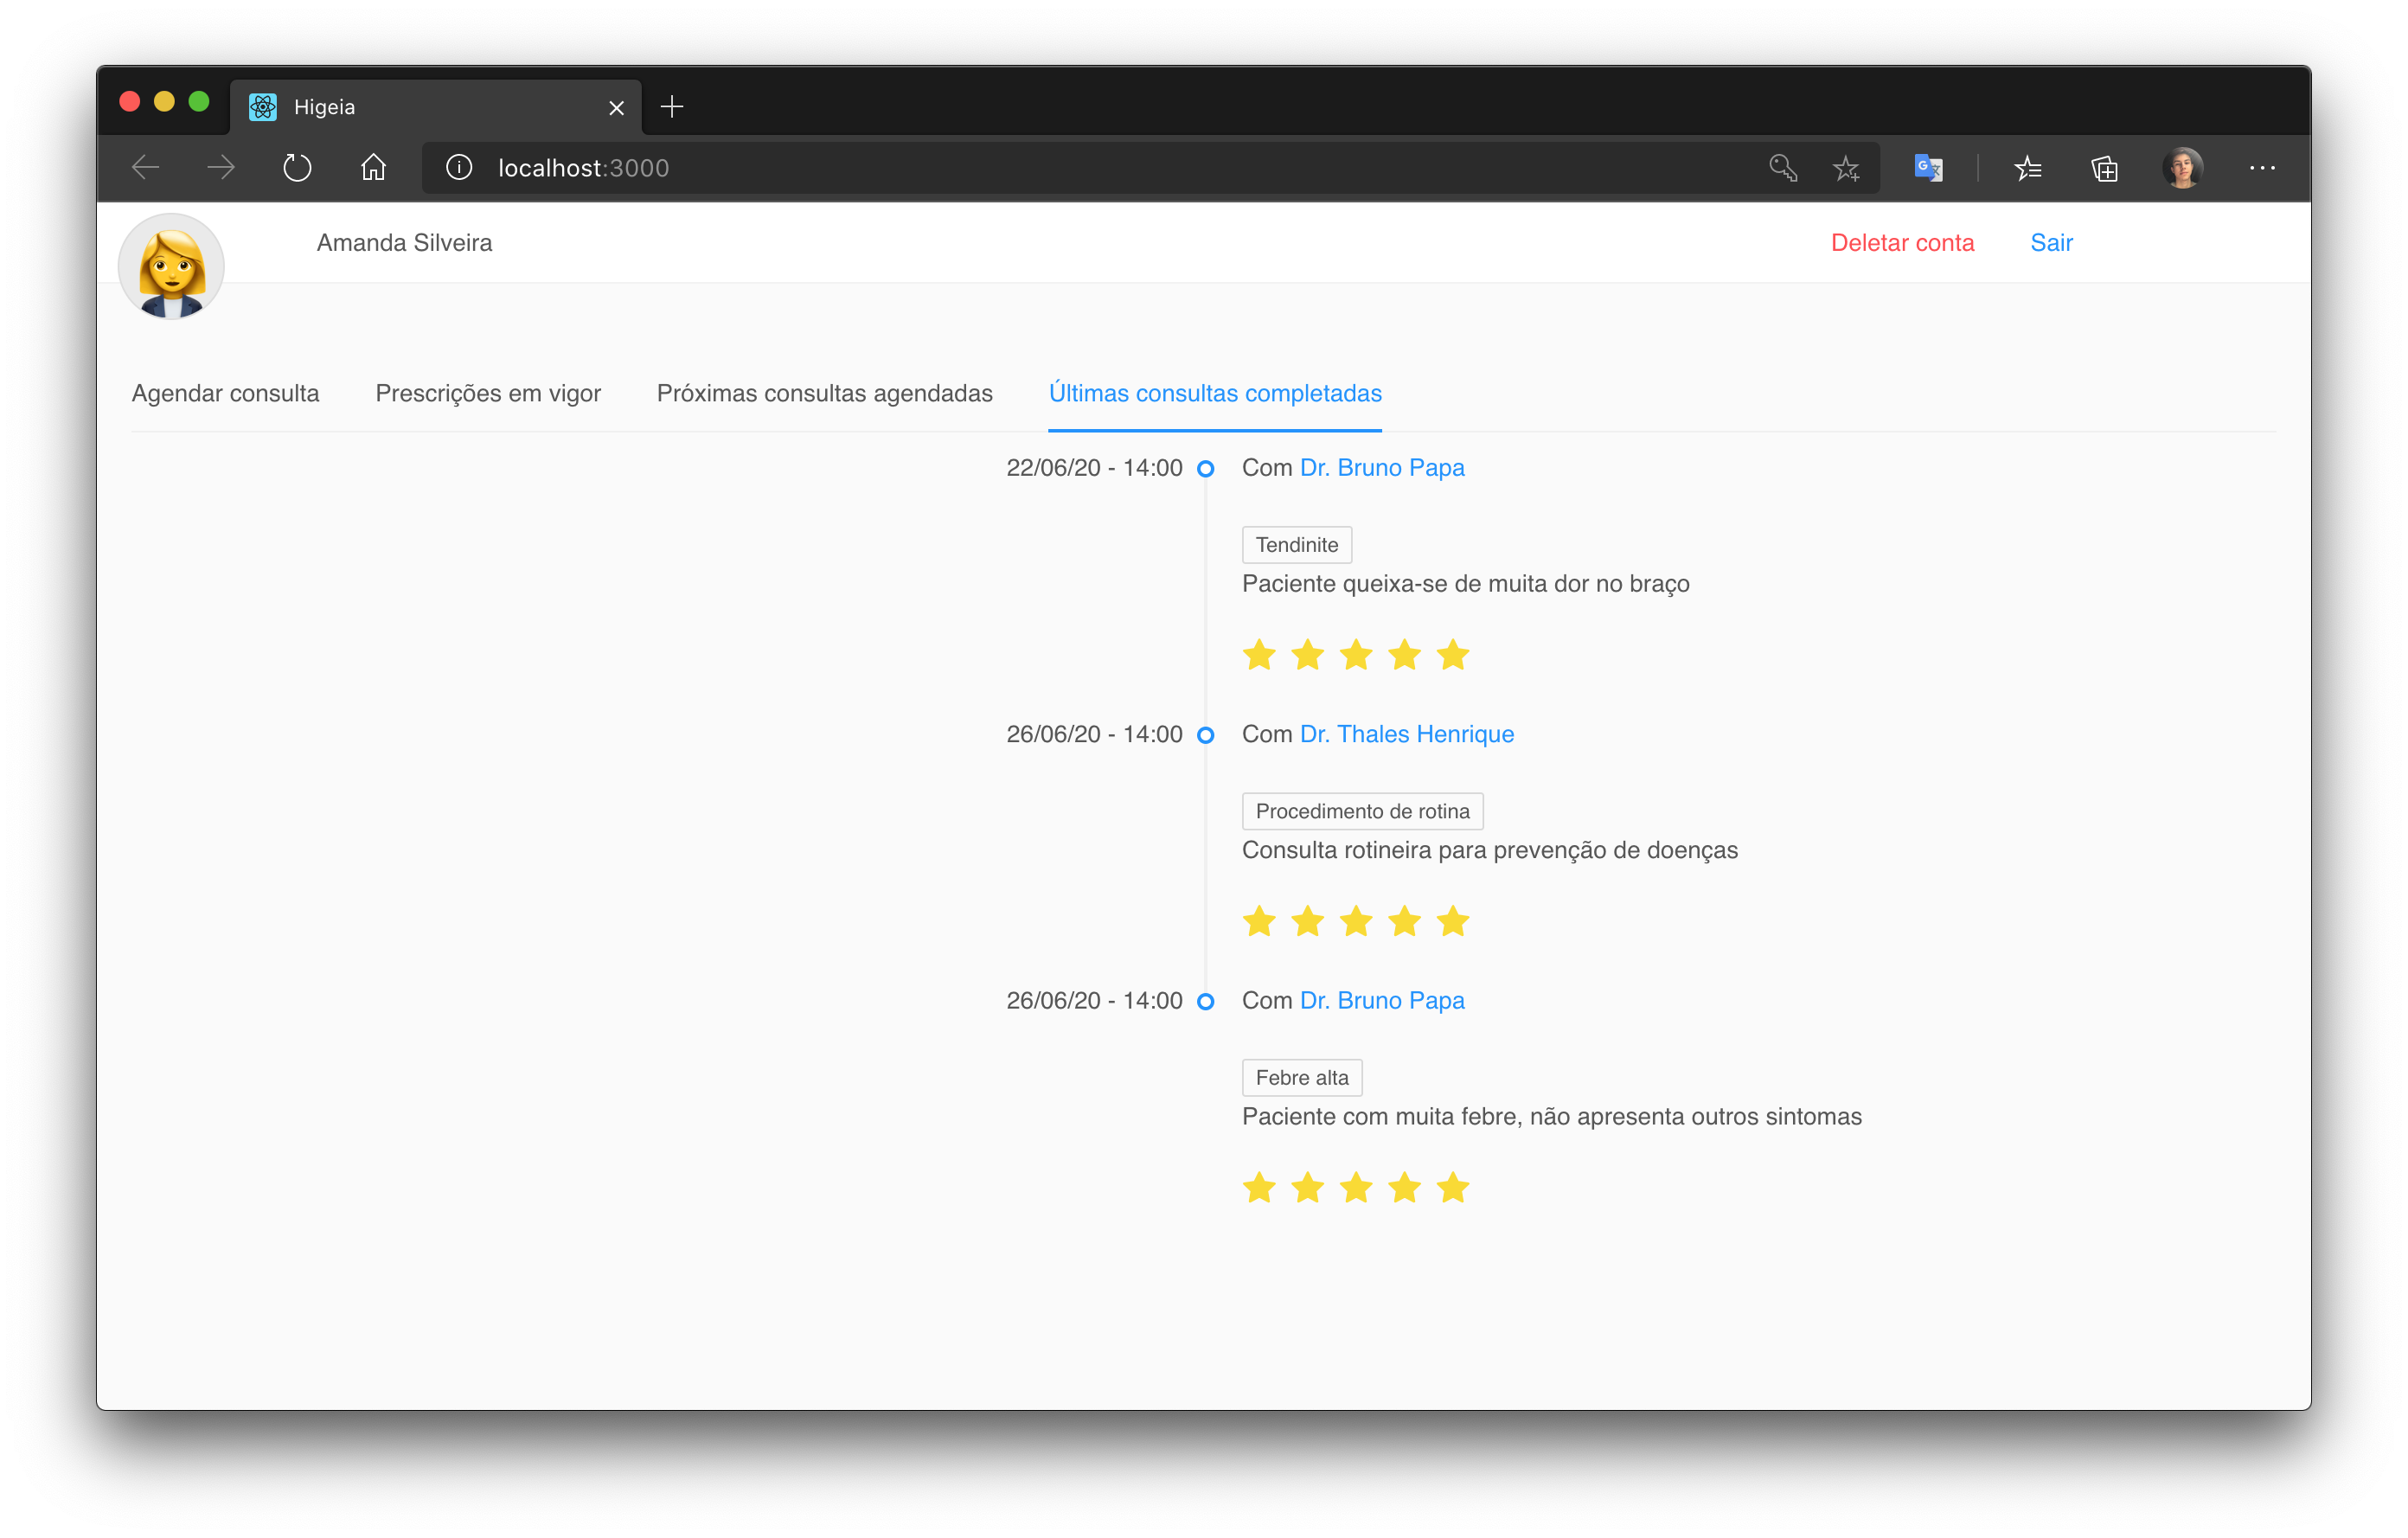 Higeia
localhost:3000
Amanda Silveira
Deletar conta
Sair
Agendar consulta
Prescrições em vigor
Próximas consultas agendadas
Últimas consultas completadas
22/06/20 - 14:00
Com Dr. Bruno Papa
Tendinite
Paciente queixa-se de muita dor no braço
26/06/20 - 14:00
Com Dr. Thales Henrique
Procedimento de rotina
Consulta rotineira para prevenção de doenças
26/06/20 - 14:00
Com Dr. Bruno Papa
Febre alta
Paciente com muita febre, não apresenta outros sintomas